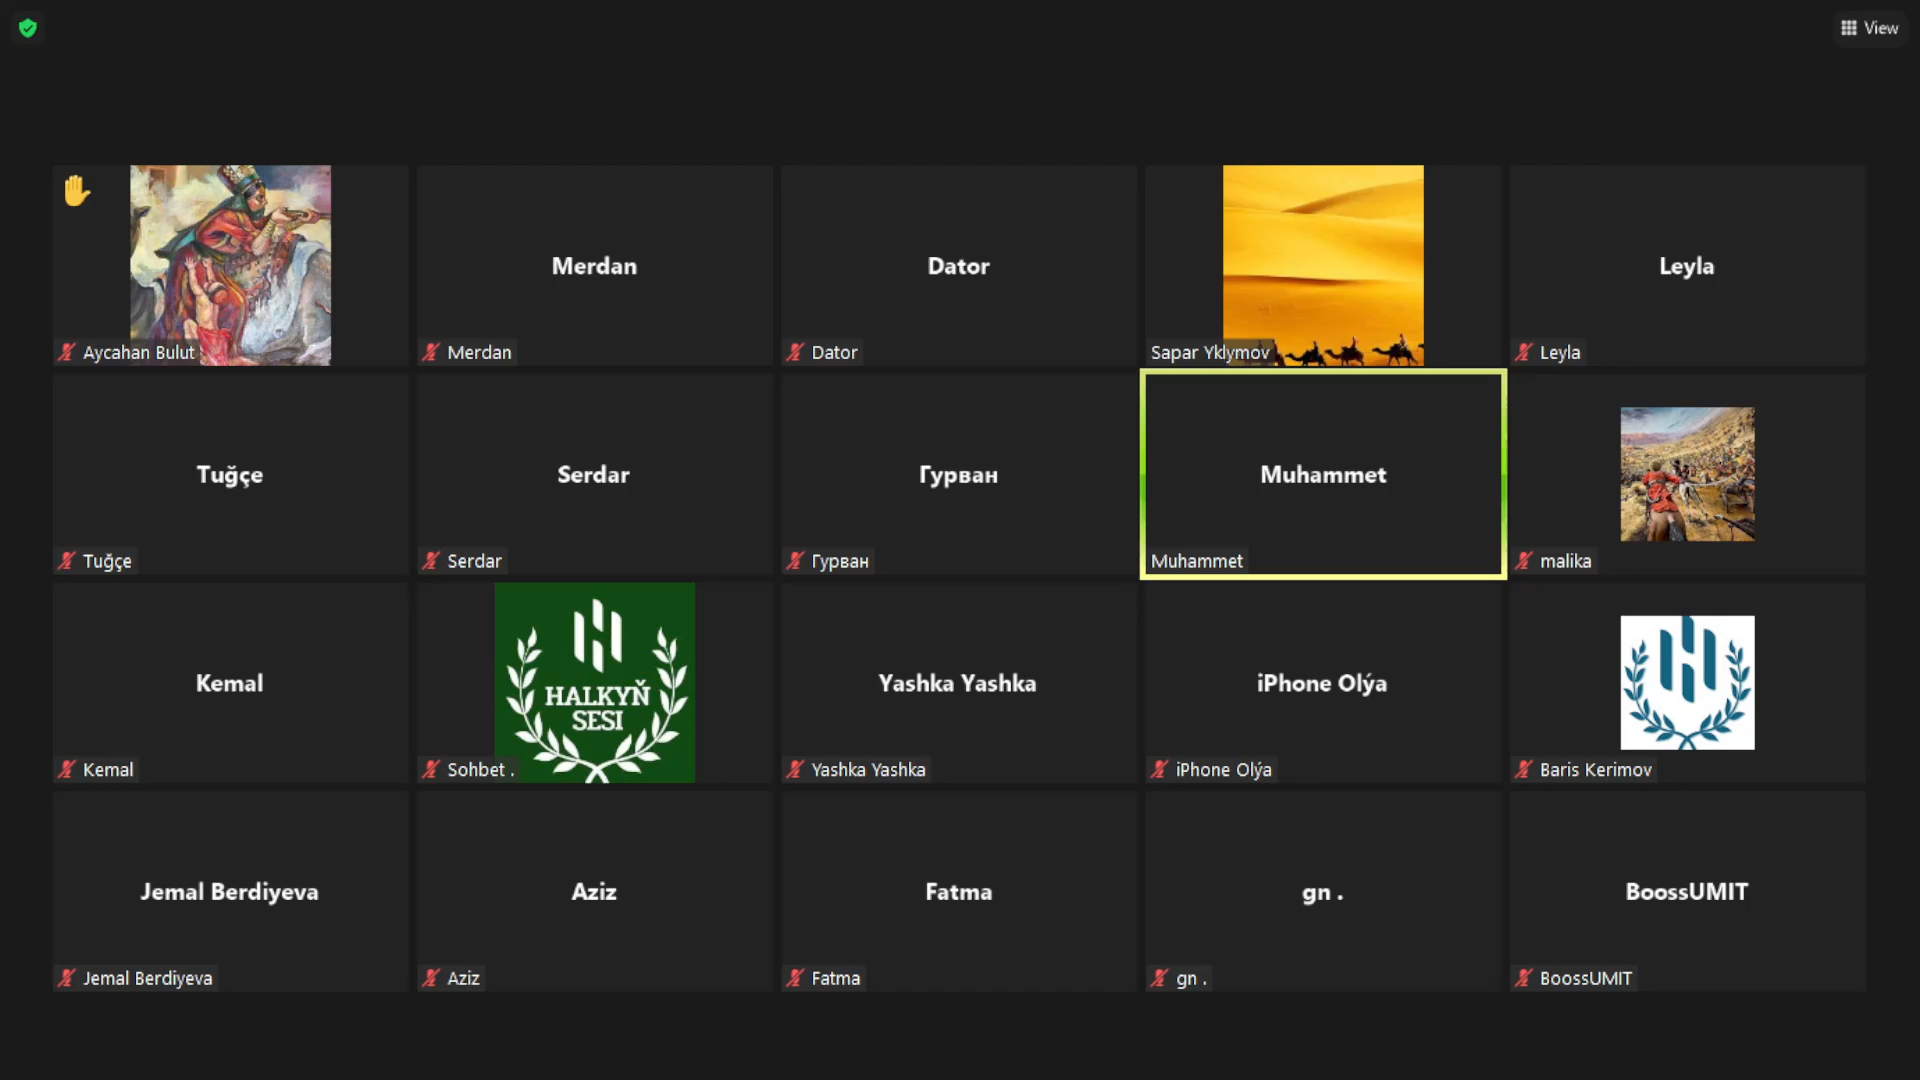 View
Aycahan Bulut
Merdan
Merdan
Dator
Dator
Sapar Yklymov
Leyla
Leyla
Tuğçe
Tuğçe
Serdar
Serdar
Гурван
Гурван
Muhammet
Muhammet
malika
Kemal
Kemal
HALKYŇ
SESI
Sohbet .
Yashka Yashka
Yashka Yashka
iPhone Olýa
iPhone Olýa
Baris Kerimov
Jemal Berdiyeva
Jemal Berdiyeva
Aziz
Aziz
Fatma
Fatma
gn .
gn .
BoossUMIT
BoossUMIT